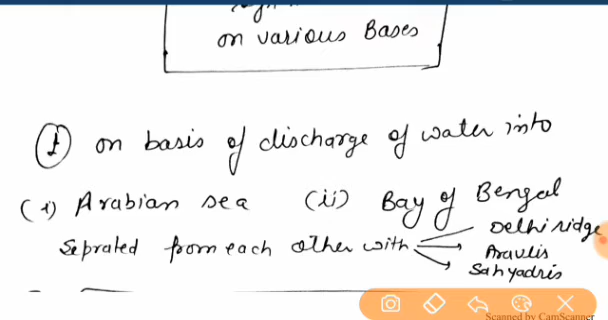 on various Bases
(I) on basis of discharge of water into
(i) Arabian sea (ii) Bay of Bengal
Seprated from each other with Delhi ridge
Aravlis
Sahyadris
Scanned by CamScanner